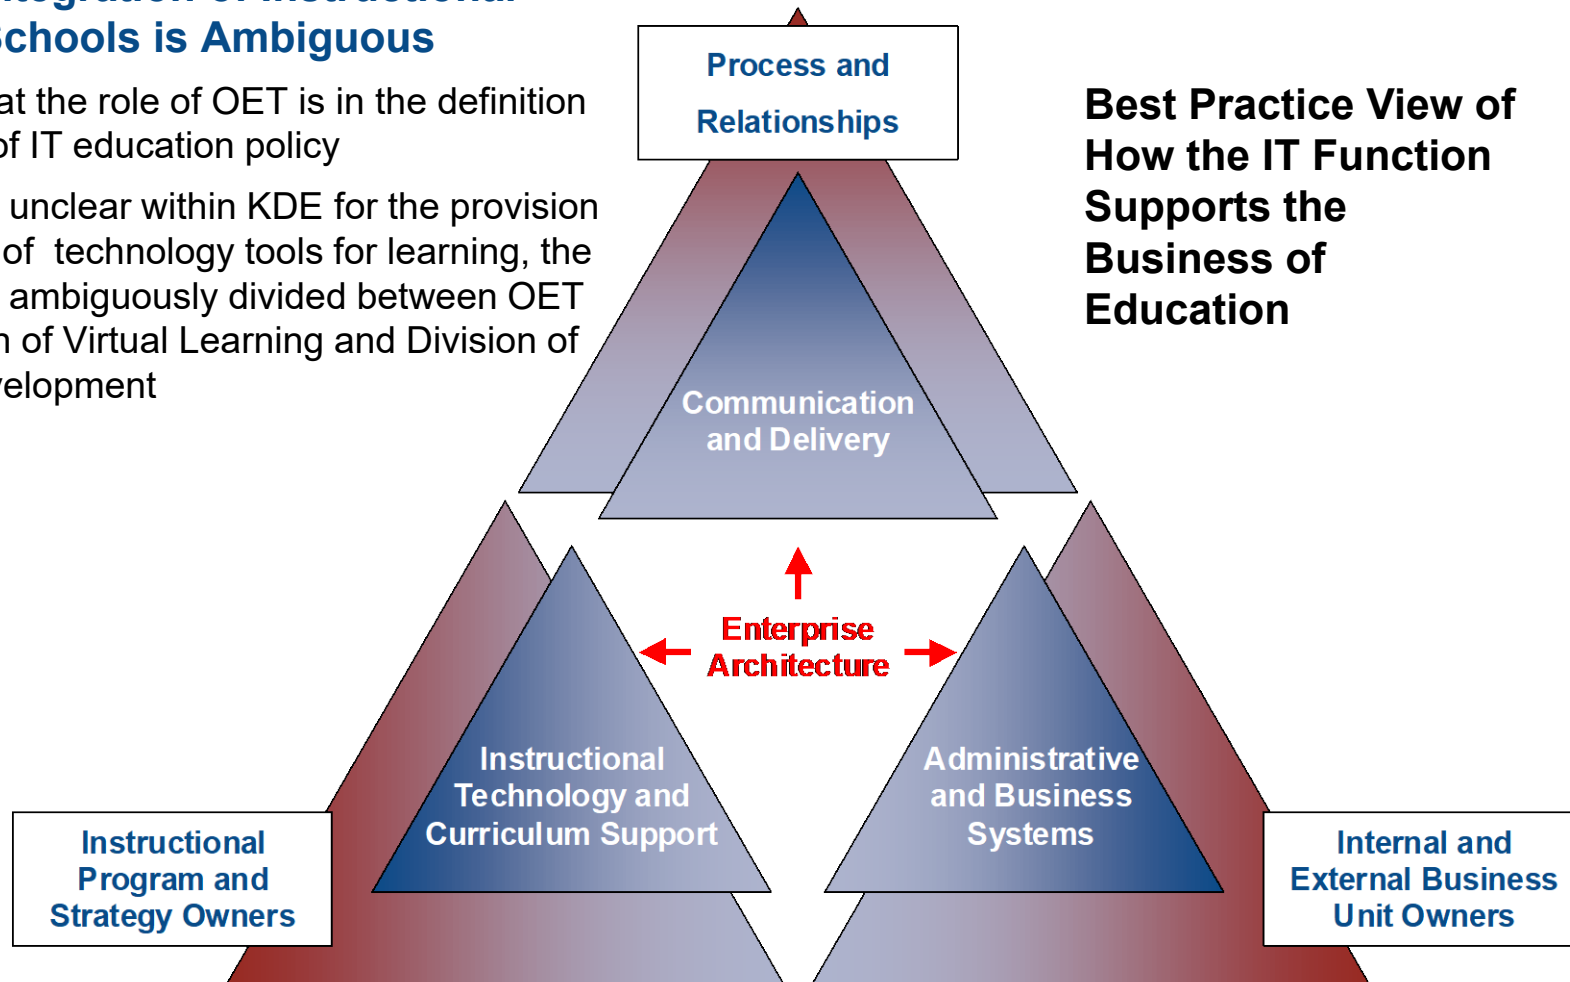 Integration of Instructional
Schools is Ambiguous
at the role of OET is in the definition
of IT education policy
unclear within KDE for the provision
of technology tools for learning, the
ambiguously divided between OET
of Virtual Learning and Division of
Process and
Relationships
Best Practice View of
How the IT Function
Supports the
Business of
Education
Communication
and Delivery
Enterprise
Architecture
Instructional
Technology and
Curriculum Support
Administrative
and Business
Systems
Instructional
Program and
Strategy Owners
Internal and
External Business
Unit Owners